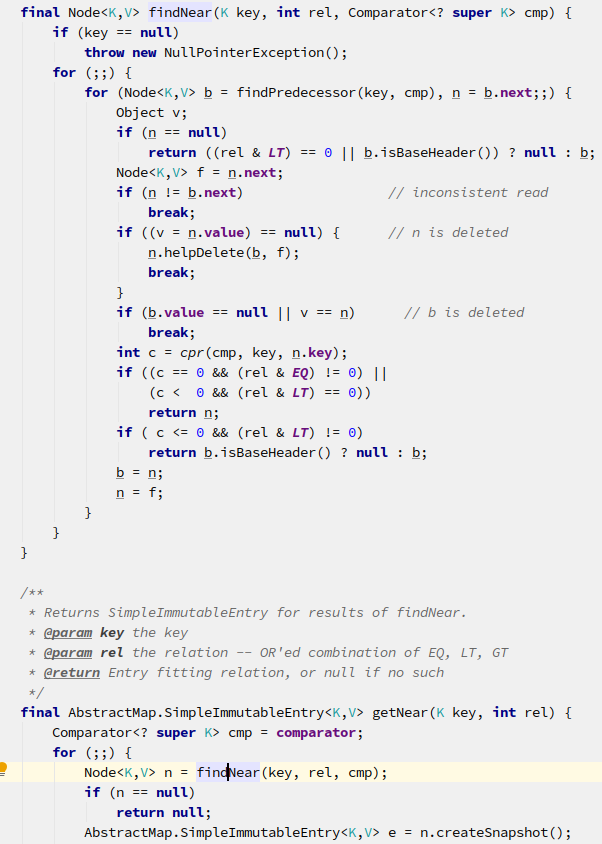 final Node<K,V> findNear(K key, int rel, Comparator<? super K> cmp) {
    if (key == null)
        throw new NullPointerException();
    for (;;) {
        for (Node<K,V> b = findPredecessor(key, cmp), n = b.next;;) {
            Object v;
            if (n == null)
                return ((rel & LT) == 0 || b.isBaseHeader()) ? null : b;
            Node<K,V> f = n.next;
            if (n != b.next)                  // inconsistent read
                break;
            if ((v = n.value) == null) {      // n is deleted
                n.helpDelete(b, f);
                break;
            }
            if (b.value == null || v == n)      // b is deleted
                break;
            int c = cpr(cmp, key, n.key);
            if ((c == 0 && (rel & EQ) != 0) ||
                (c <  0 && (rel & LT) == 0))
                return n;
            if ( c <= 0 && (rel & LT) != 0)
                return b.isBaseHeader() ? null : b;
            b = n;
            n = f;
        }
    }
}

/**
 * Returns SimpleImmutableEntry for results of findNear.
 * @param key the key
 * @param rel the relation -- OR'ed combination of EQ, LT, GT
 * @return Entry fitting relation, or null if no such
 */
final AbstractMap.SimpleImmutableEntry<K,V> getNear(K key, int rel) {
    Comparator<? super K> cmp = comparator;
    for (;;) {
        Node<K,V> n = findNear(key, rel, cmp);
        if (n == null)
            return null;
        AbstractMap.SimpleImmutableEntry<K,V> e = n.createSnapshot();